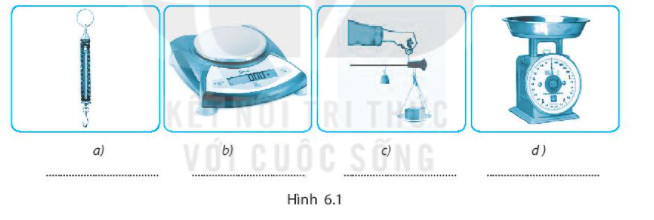 KẾT NỐI TRI THỨC
VỚI CUỘC SỐNG
a) b) c) d )
Hình 6.1